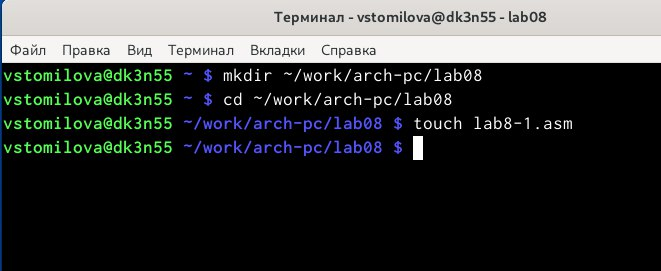 Терминал - vstomilova@dk3n55 - lab08
Файл Правка Вид Терминал Вкладки Справка
vstomilova@dk3n55 ~ $ mkdir ~/work/arch-pc/lab08
vstomilova@dk3n55 ~ $ cd ~/work/arch-pc/lab08
vstomilova@dk3n55 ~/work/arch-pc/lab08 $ touch lab8-1.asm
vstomilova@dk3n55 ~/work/arch-pc/lab08 $